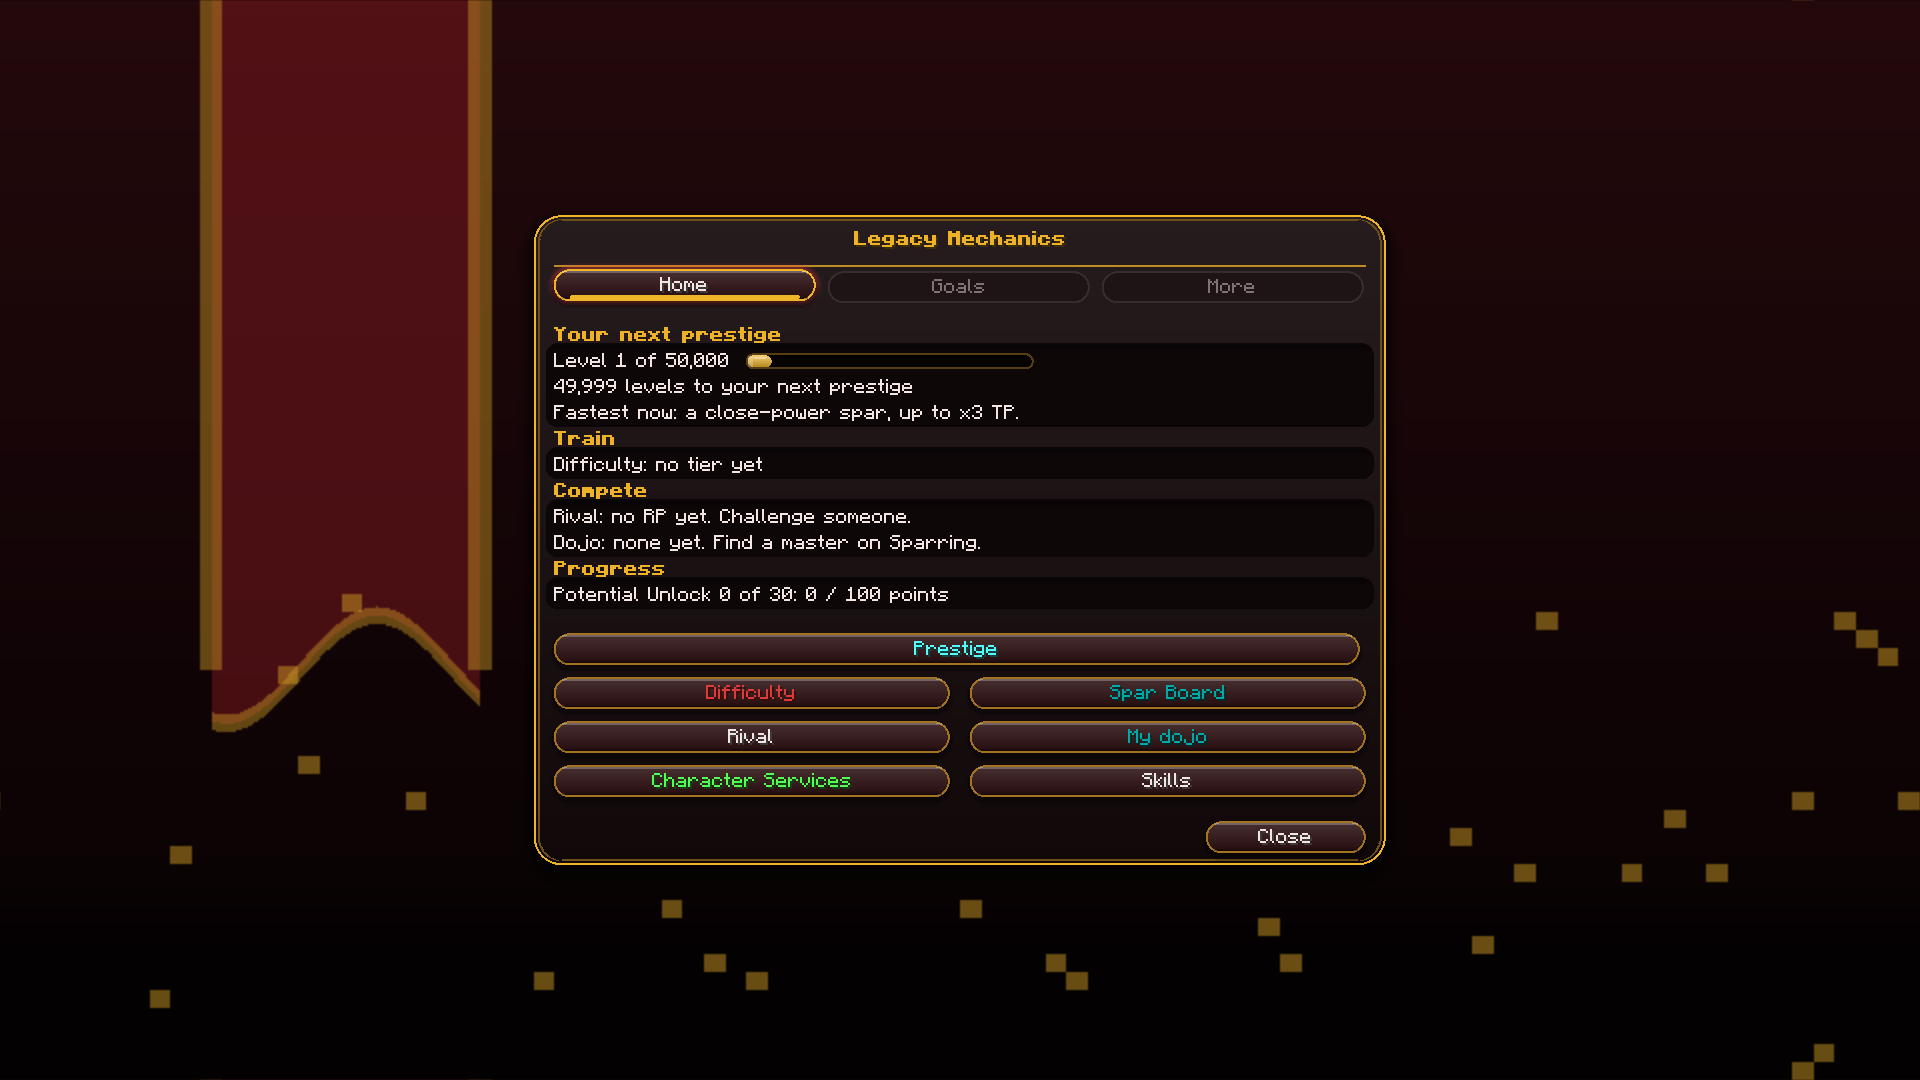 Legacy Mechanics
Home
Goals
More
Your next prestige
Level 1 of 50,000
49,999 levels to your next prestige
Fastest now: a close-power spar, up to x3 TP.
Train
Difficulty: no tier yet
Compete
Rival: no RP yet. Challenge someone.
Dojo: none yet. Find a master on Sparring.
Progress
Potential Unlock 0 of 30: 0 / 100 points
Prestige
Difficulty
Spar Board
Rival
My dojo
Character Services
Skills
Close